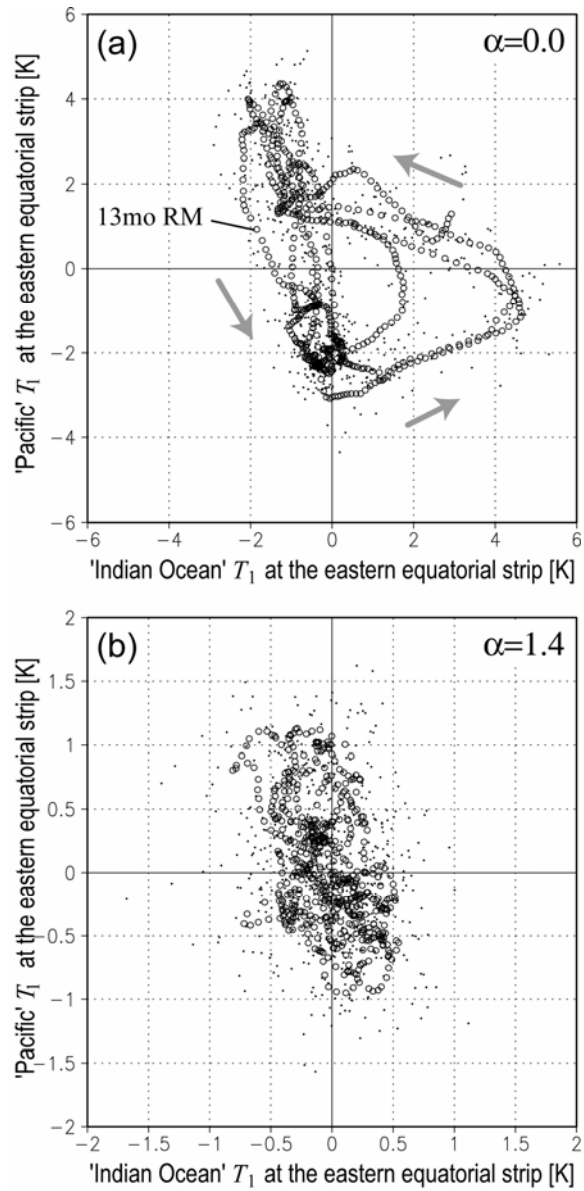 (a)
α=0.0
6
4
2
0
−2
−4
−6
'Pacific' T1 at the eastern equatorial strip [K]
13mo RM
−6 −4 −2 0 2 4 6
'Indian Ocean' T1 at the eastern equatorial strip [K]
(b)
α=1.4
2
1.5
1
0.5
0
−0.5
−1
−1.5
−2
'Pacific' T1 at the eastern equatorial strip [K]
−2 −1.5 −1 −0.5 0 0.5 1 1.5 2
'Indian Ocean' T1 at the eastern equatorial strip [K]